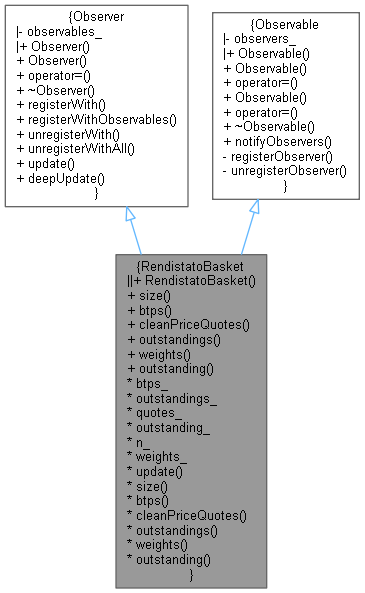 {Observer
|- observables_
|+ Observer()
+ Observer()
+ operator=()
+ ~Observer()
+ registerWith()
+ registerWithObservables()
+ unregisterWith()
+ unregisterWithAll()
+ update()
+ deepUpdate()
}
{Observable
|- observers_
|+ Observable()
+ Observable()
+ operator=()
+ Observable()
+ operator=()
+ ~Observable()
+ notifyObservers()
- registerObserver()
- unregisterObserver()
}
{RendistatoBasket
||+ RendistatoBasket()
+ size()
+ btps()
+ cleanPriceQuotes()
+ outstandings()
+ weights()
+ outstanding()
* btps_
* outstandings_
* quotes_
* outstanding_
* n_
* weights_
* update()
* size()
* btps()
* cleanPriceQuotes()
* outstandings()
* weights()
* outstanding()
}